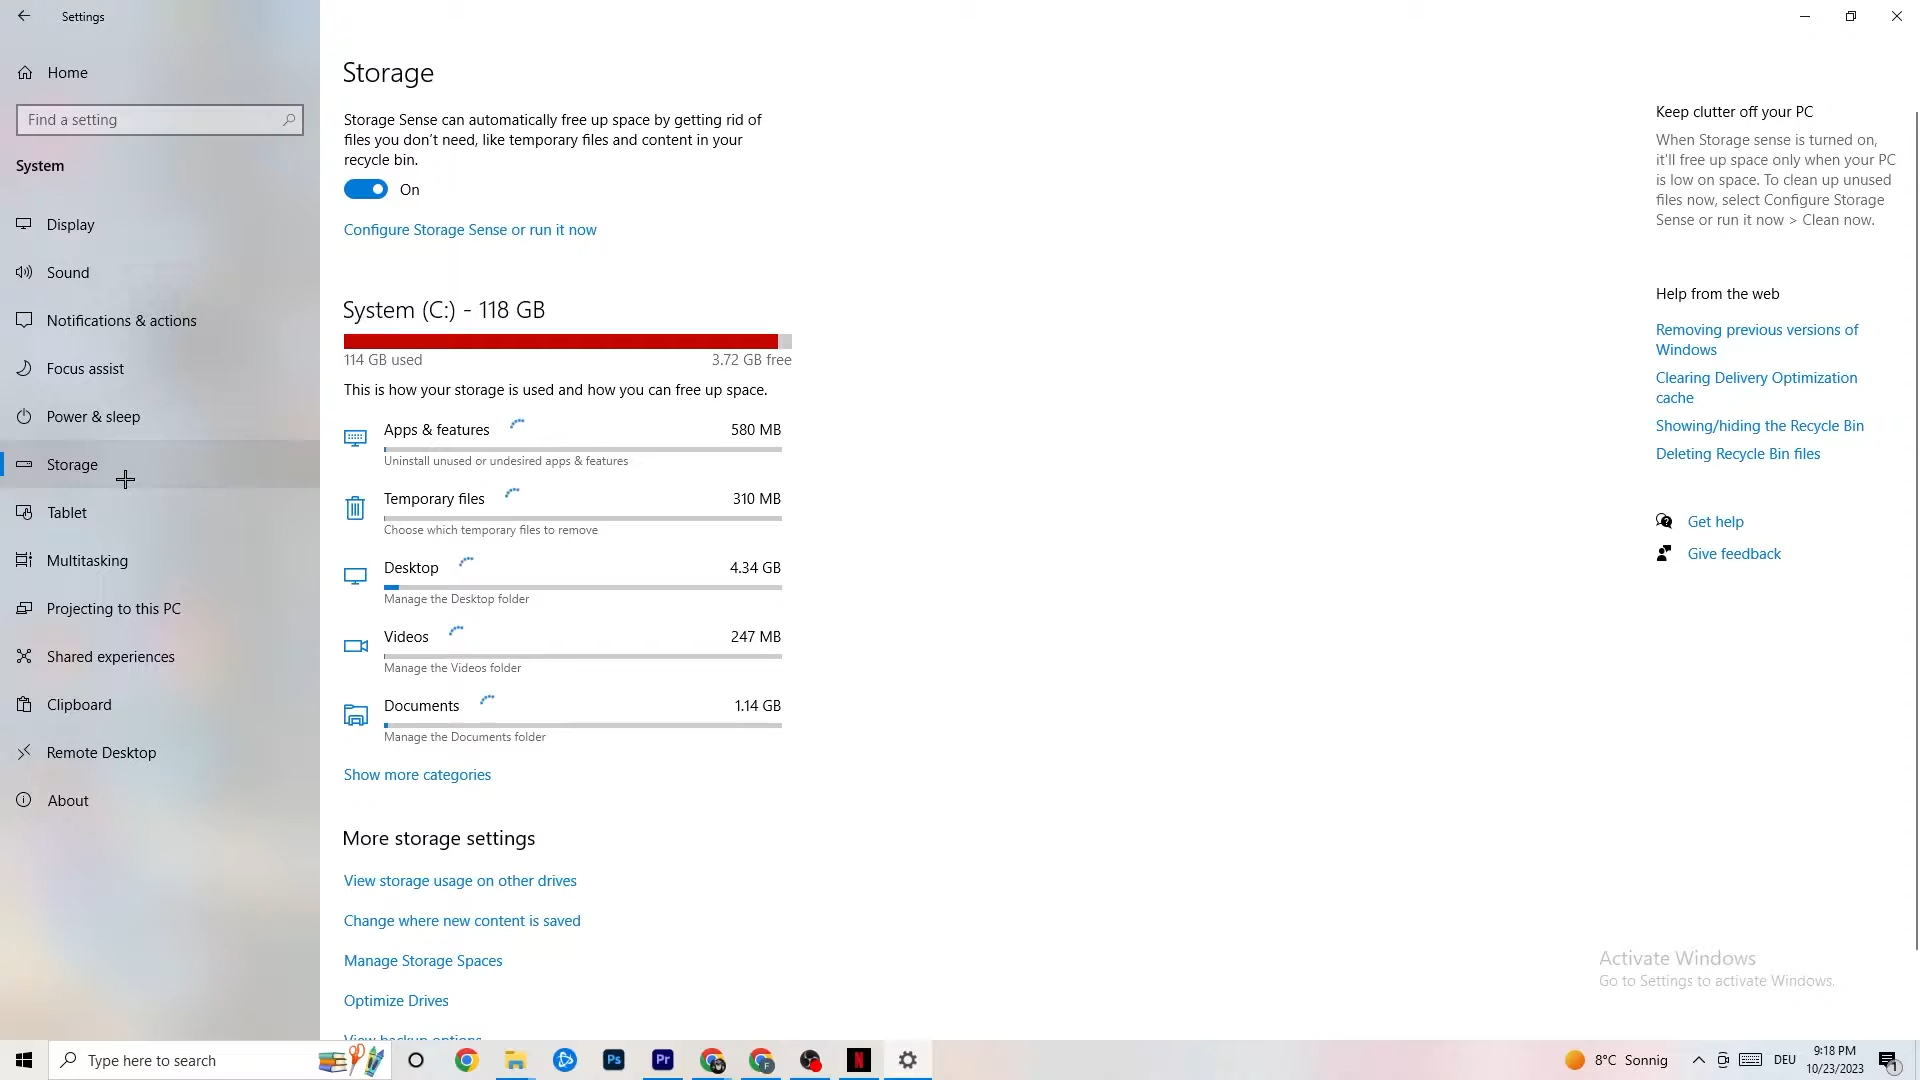 Settings
Home
Find a setting
System
Display
Sound
Notifications & actions
Focus assist
Power & sleep
Storage
Tablet
Multitasking
Projecting to this PC
Shared experiences
Clipboard
Remote Desktop
About
Storage
Storage Sense can automatically free up space by getting rid of
files you don't need, like temporary files and content in your
recycle bin.
On
Configure Storage Sense or run it now
System (C:) - 118 GB
114 GB used 3.72 GB free
This is how your storage is used and how you can free up space.
Apps & features 580 MB
Uninstall unused or undesired apps & features
Temporary files 310 MB
Choose which temporary files to remove
Desktop 4.34 GB
Manage the Desktop folder
Videos 247 MB
Manage the Videos folder
Documents 1.14 GB
Manage the Documents folder
Show more categories
More storage settings
View storage usage on other drives
Change where new content is saved
Manage Storage Spaces
Optimize Drives
View backup options
Keep clutter off your PC
When Storage sense is turned on,
it'll free up space only when your PC
is low on space. To clean up unused
files now, select Configure Storage
Sense or run it now > Clean now.
Help from the web
Removing previous versions of
Windows
Clearing Delivery Optimization
cache
Showing/hiding the Recycle Bin
Deleting Recycle Bin files
Get help
Give feedback
Activate Windows
Go to Settings to activate Windows.
Type here to search
Ps
Pr
F
N
8°C Sonnig
DEU
9:18 PM
10/23/2023
1